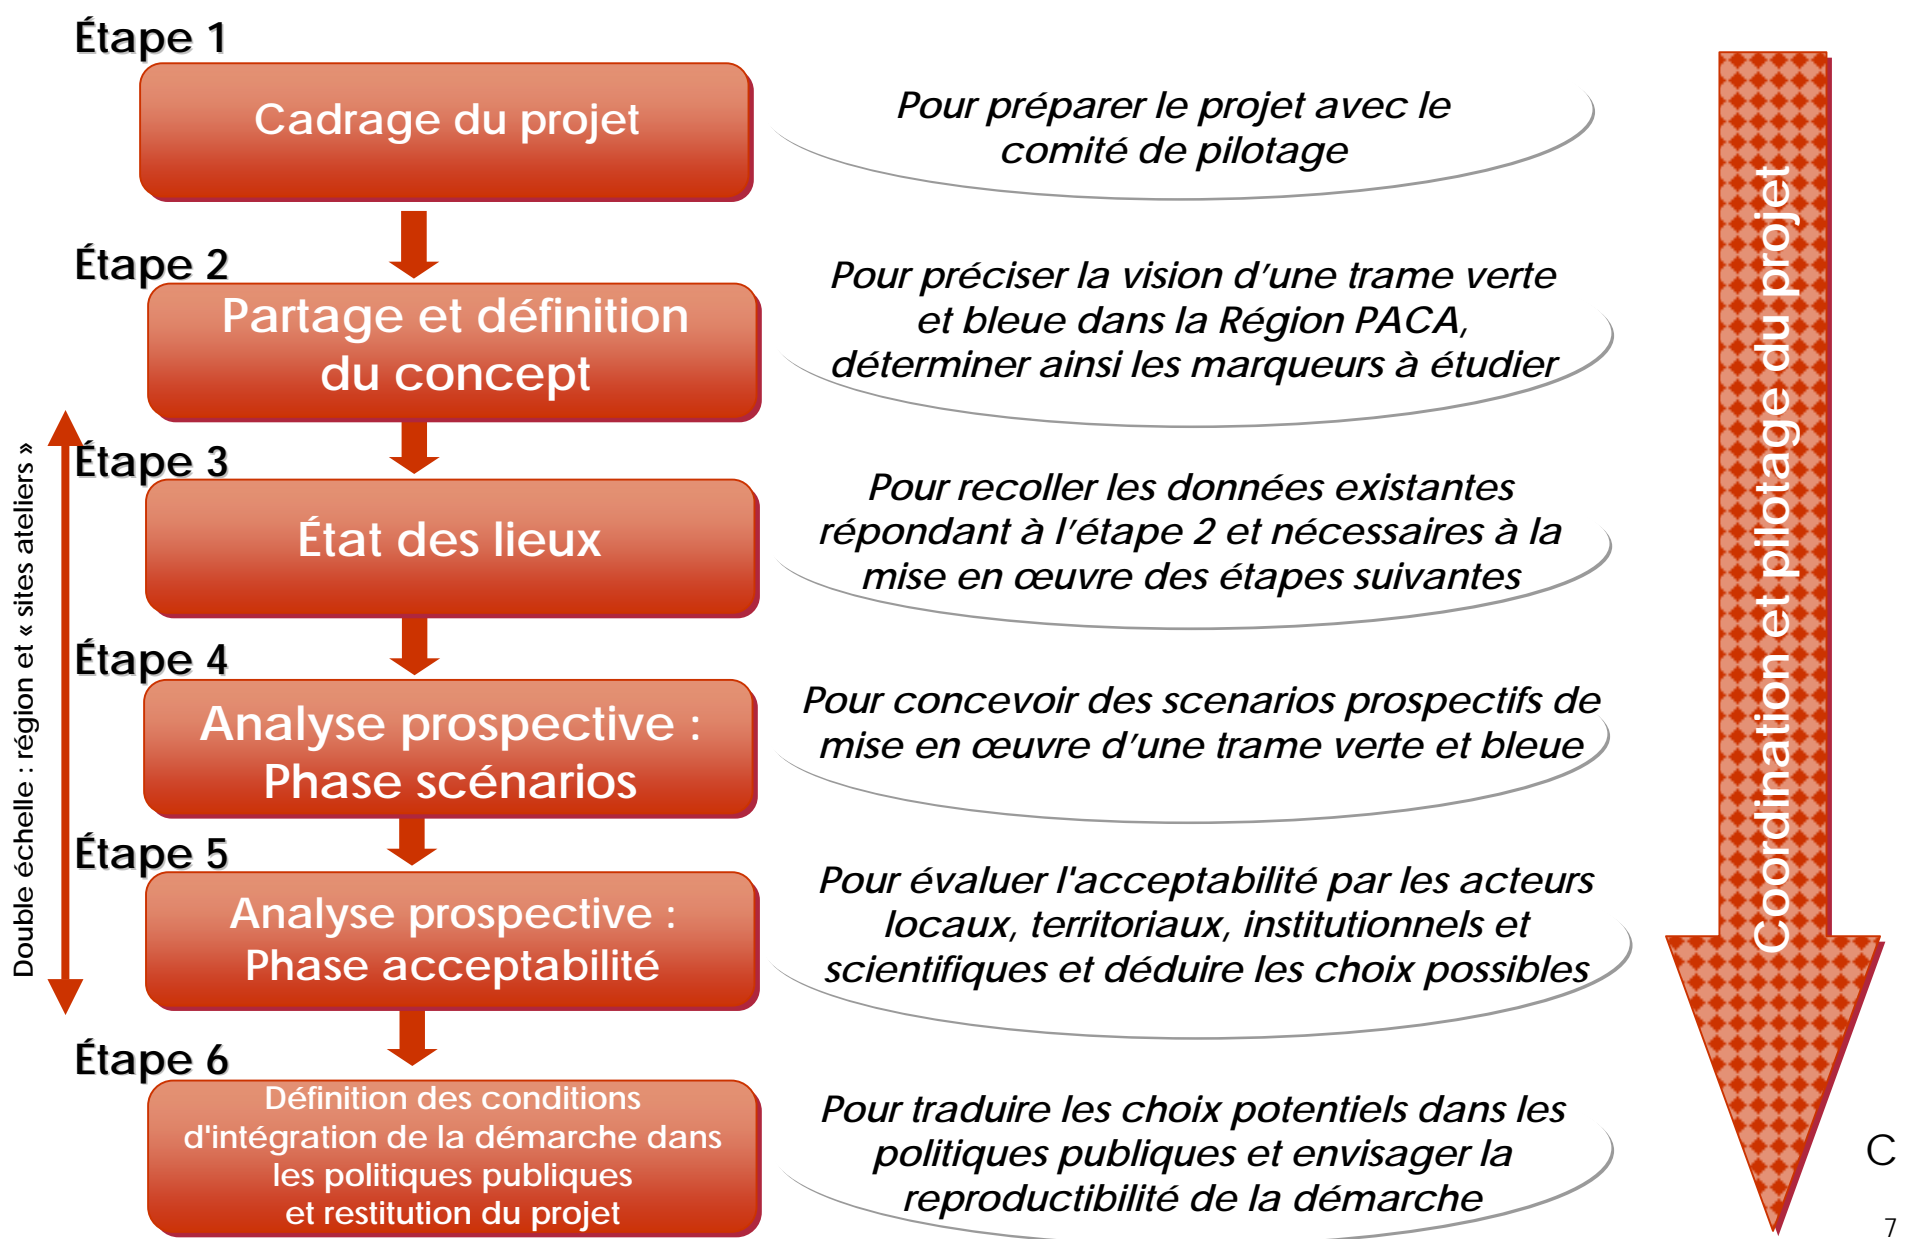 Étape 1
Cadrage du projet
Pour préparer le projet avec le
comité de pilotage
Étape 2
Partage et définition
du concept
Pour préciser la vision d’une trame verte
et bleue dans la Région PACA,
déterminer ainsi les marqueurs à étudier
Étape 3
État des lieux
Pour recoller les données existantes
répondant à l’étape 2 et nécessaires à la
mise en œuvre des étapes suivantes
Étape 4
Analyse prospective :
Phase scénarios
Pour concevoir des scenarios prospectifs de
mise en œuvre d’une trame verte et bleue
Étape 5
Analyse prospective :
Phase acceptabilité
Pour évaluer l'acceptabilité par les acteurs
locaux, territoriaux, institutionnels et
scientifiques et déduire les choix possibles
Étape 6
Définition des conditions
d'intégration de la démarche dans
les politiques publiques
et restitution du projet
Pour traduire les choix potentiels dans les
politiques publiques et envisager la
reproductibilité de la démarche
Double échelle : région et « sites ateliers »
Coordination et pilotage du projet
C
7